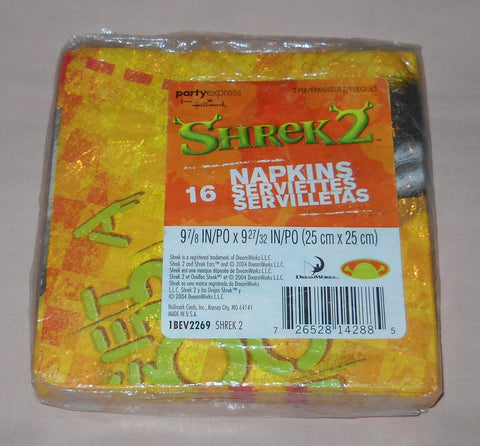 partyexpress
from Hallmark
2-PLY/ÉPAISSEURS/PLIEGUES
SHREK 2
16 NAPKINS
SERVIETTES
SERVILLETAS
9 7/8 IN/PO x 9 27/32 IN/PO (25 cm x 25 cm)
Shrek is a registered trademark of DreamWorks L.L.C.
Shrek 2 and Shrek Ears™ and © 2004 DreamWorks L.L.C.
Shrek est une marque déposée de DreamWorks L.L.C.
Shrek 2 et Oreilles Shrek™ et © 2004 DreamWorks L.L.C.
Shrek es una marca registrada de DreamWorks
L.L.C. Shrek 2 y las Orejas Shrek™ y
© 2004 DreamWorks L.L.C.
DREAMWORKS
Hallmark Cards, Inc., Kansas City, MO 64141
MADE IN U.S.A.
1BEV2269 SHREK 2
7 26528 14288 5